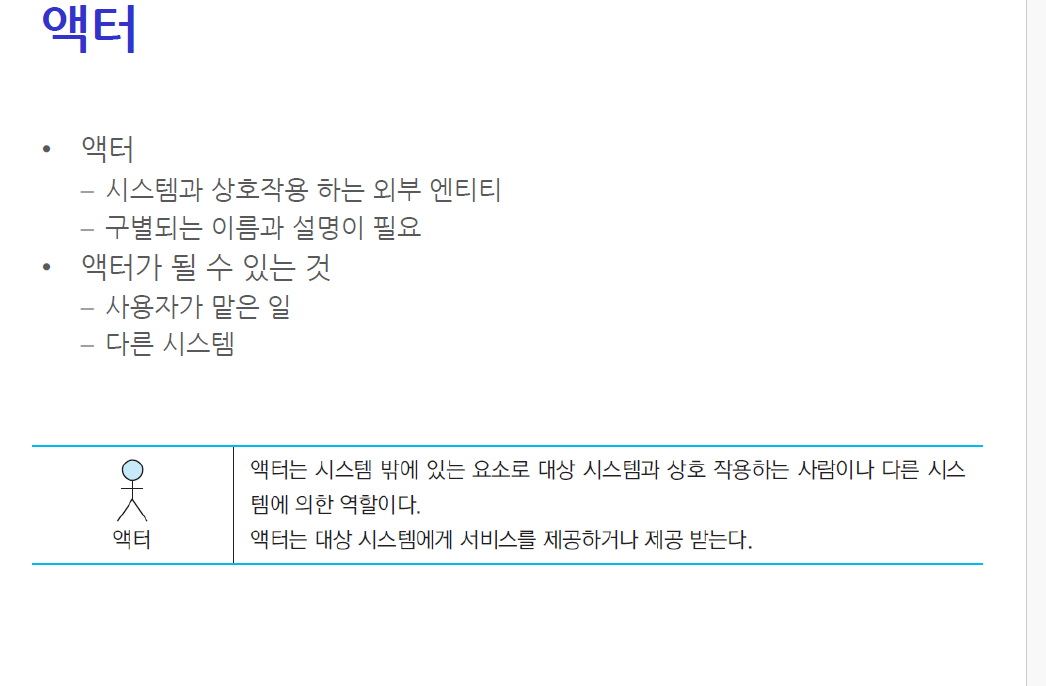 액터
• 액터
– 시스템과 상호작용 하는 외부 엔티티
– 구별되는 이름과 설명이 필요
• 액터가 될 수 있는 것
– 사용자가 맡은 일
– 다른 시스템
액터는 시스템 밖에 있는 요소로 대상 시스템과 상호 작용하는 사람이나 다른 시스
템에 의한 역할이다.
액터는 대상 시스템에게 서비스를 제공하거나 제공 받는다.
액터